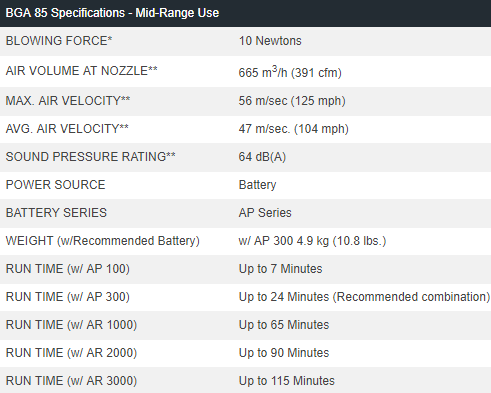 BGA 85 Specifications - Mid-Range Use
BLOWING FORCE* 10 Newtons
AIR VOLUME AT NOZZLE** 665 m³/h (391 cfm)
MAX. AIR VELOCITY** 56 m/sec (125 mph)
AVG. AIR VELOCITY** 47 m/sec. (104 mph)
SOUND PRESSURE RATING** 64 dB(A)
POWER SOURCE Battery
BATTERY SERIES AP Series
WEIGHT (w/Recommended Battery) w/ AP 300 4.9 kg (10.8 lbs.)
RUN TIME (w/ AP 100) Up to 7 Minutes
RUN TIME (w/ AP 300) Up to 24 Minutes (Recommended combination)
RUN TIME (w/ AR 1000) Up to 65 Minutes
RUN TIME (w/ AR 2000) Up to 90 Minutes
RUN TIME (w/ AR 3000) Up to 115 Minutes